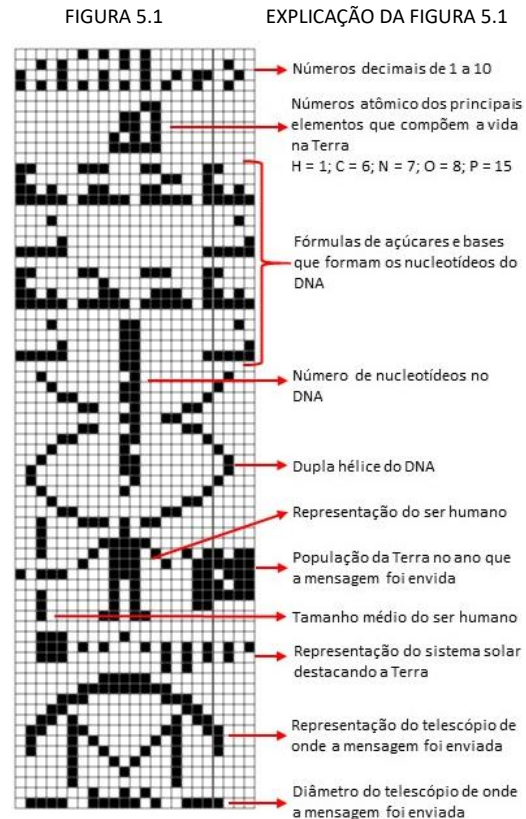 FIGURA 5.1
EXPLICAÇÃO DA FIGURA 5.1
Números decimais de 1 a 10
Números atômico dos principais
elementos que compõem a vida
na Terra
H = 1; C = 6; N = 7; O = 8; P = 15
Fórmulas de açúcares e bases
que formam os nucleotídeos do
DNA
Número de nucleotídeos no
DNA
Dupla hélice do DNA
Representação do ser humano
População da Terra no ano que
a mensagem foi envida
Tamanho médio do ser humano
Representação do sistema solar
destacando a Terra
Representação do telescópio de
onde a mensagem foi enviada
Diâmetro do telescópio de onde
a mensagem foi enviada